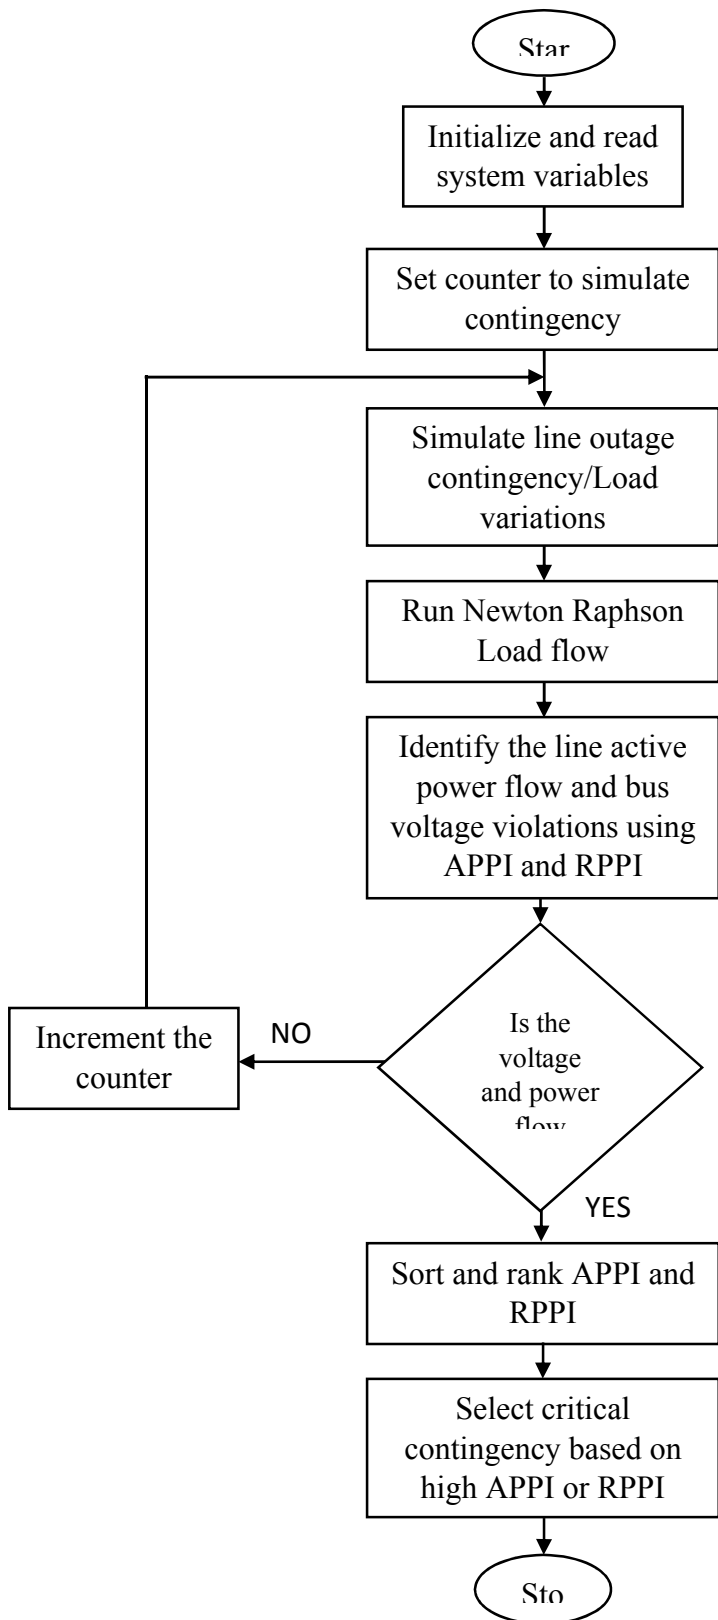 Star
Initialize and read
system variables
Set counter to simulate
contingency
Simulate line outage
contingency/Load
variations
Run Newton Raphson
Load flow
Identify the line active
power flow and bus
voltage violations using
APPI and RPPI
Is the
voltage
and power
flow
NO
Increment the
counter
YES
Sort and rank APPI and
RPPI
Select critical
contingency based on
high APPI or RPPI
Sto